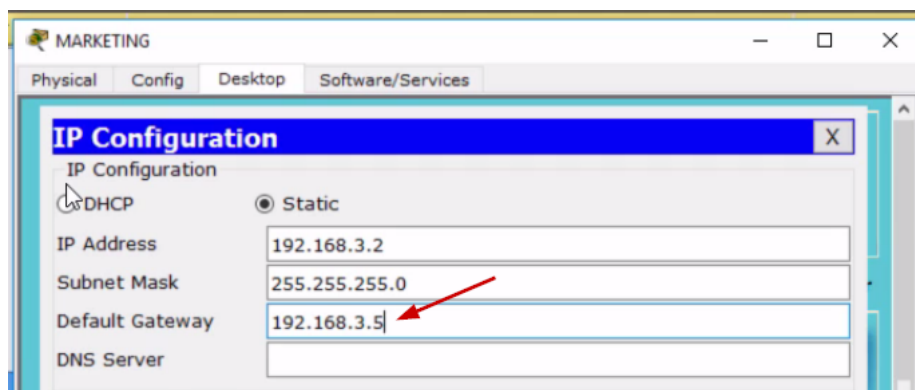 MARKETING
Physical Config Desktop Software/Services
IP Configuration X
IP Configuration
DHCP Static
IP Address 192.168.3.2
Subnet Mask 255.255.255.0
Default Gateway 192.168.3.5
DNS Server